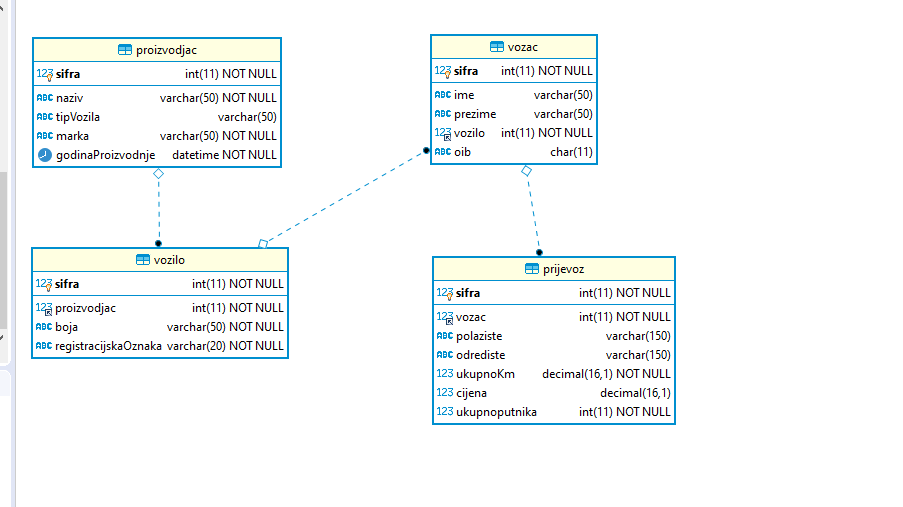 proizvodjac
123 sifra int(11) NOT NULL
ABC naziv varchar(50) NOT NULL
ABC tipVozila varchar(50)
ABC marka varchar(50) NOT NULL
godinaProizvodnje datetime NOT NULL
vozac
123 sifra int(11) NOT NULL
ABC ime varchar(50)
ABC prezime varchar(50)
123 vozilo int(11) NOT NULL
ABC oib char(11)
vozilo
123 sifra int(11) NOT NULL
123 proizvodjac int(11) NOT NULL
ABC boja varchar(50) NOT NULL
ABC registracijskaOznaka varchar(20) NOT NULL
prijevoz
123 sifra int(11) NOT NULL
123 vozac int(11) NOT NULL
ABC polaziste varchar(150)
ABC odrediste varchar(150)
123 ukupnoKm decimal(16,1) NOT NULL
123 cijena decimal(16,1)
123 ukupnoputnika int(11) NOT NULL